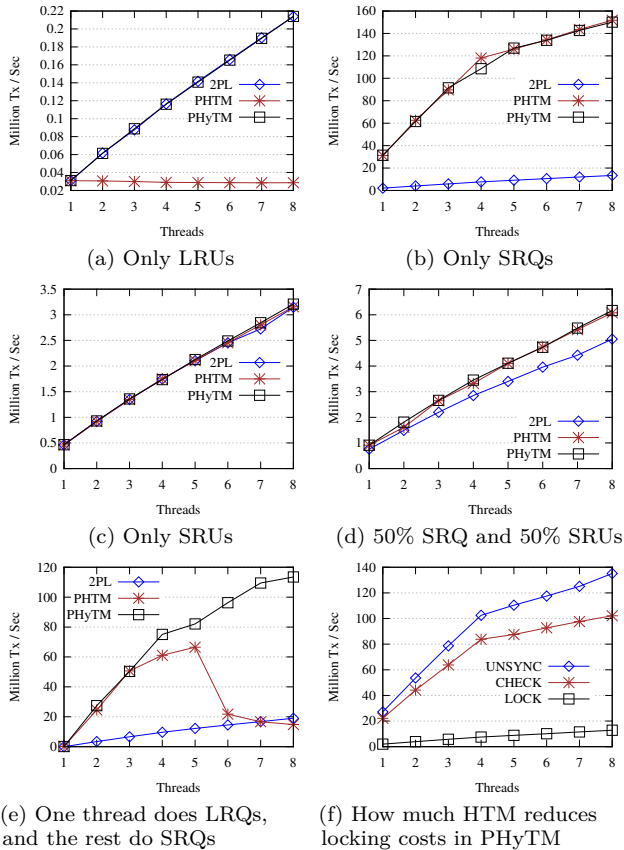 0.22
0.2
0.18
0.16
0.14
0.12
0.1
0.08
0.06
0.04
0.02
Million Tx / Sec
2PL
PHTM
PHyTM
1 2 3 4 5 6 7 8
Threads
(a) Only LRUs
160
140
120
100
80
60
40
20
0
Million Tx / Sec
2PL
PHTM
PHyTM
1 2 3 4 5 6 7 8
Threads
(b) Only SRQs
3.5
3
2.5
2
1.5
1
0.5
0
Million Tx / Sec
2PL
PHTM
PHyTM
1 2 3 4 5 6 7 8
Threads
(c) Only SRUs
7
6
5
4
3
2
1
0
Million Tx / Sec
2PL
PHTM
PHyTM
1 2 3 4 5 6 7 8
Threads
(d) 50% SRQ and 50% SRUs
120
100
80
60
40
20
0
Million Tx / Sec
2PL
PHTM
PHyTM
1 2 3 4 5 6 7 8
Threads
(e) One thread does LRQs,
and the rest do SRQs
140
120
100
80
60
40
20
0
Million Tx / Sec
UNSYNC
CHECK
LOCK
1 2 3 4 5 6 7 8
Threads
(f) How much HTM reduces
locking costs in PHyTM